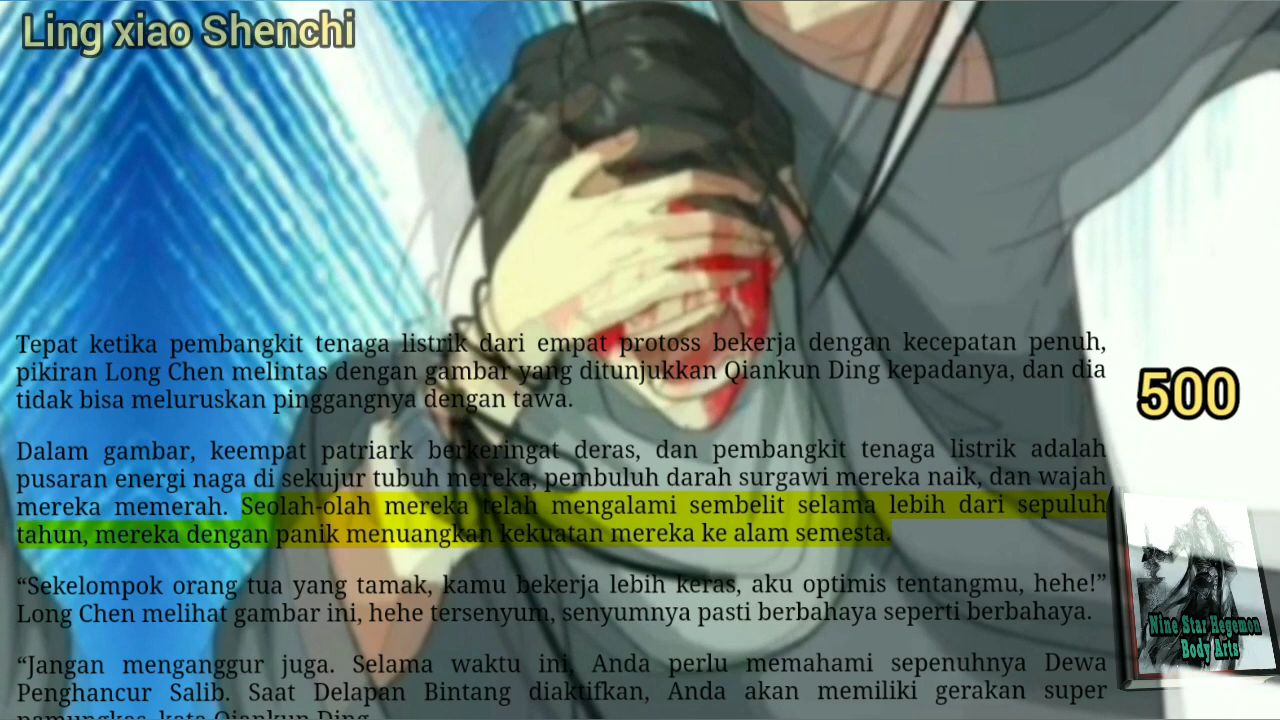 Ling xiao Shenchi
Tepat ketika pembangkit tenaga listrik dari empat protoss bekerja dengan kecepatan penuh,
pikiran Long Chen melintas dengan gambar yang ditunjukkan Qiankun Ding kepadanya, dan dia
tidak bisa meluruskan pinggangnya dengan tawa.
500
Dalam gambar, keempat patriark berkeringat deras, dan pembangkit tenaga listrik adalah
pusaran energi naga di sekujur tubuh mereka, pembuluh darah surgawi mereka naik, dan wajah
mereka memerah. Seolah-olah mereka telah mengalami sembelit selama lebih dari sepuluh
tahun, mereka dengan panik menuangkan kekuatan mereka ke alam semesta.
“Sekelompok orang tua yang tamak, kamu bekerja lebih keras, aku optimis tentangmu, hehe!”
Long Chen melihat gambar ini, hehe tersenyum, senyumnya pasti berbahaya seperti berbahaya.
Nine Star Hegemon
Body Arts
“Jangan menganggur juga. Selama waktu ini, Anda perlu memahami sepenuhnya Dewa
Penghancur Salib. Saat Delapan Bintang diaktifkan, Anda akan memiliki gerakan super
pamungkas, kata Qiankun Ding.